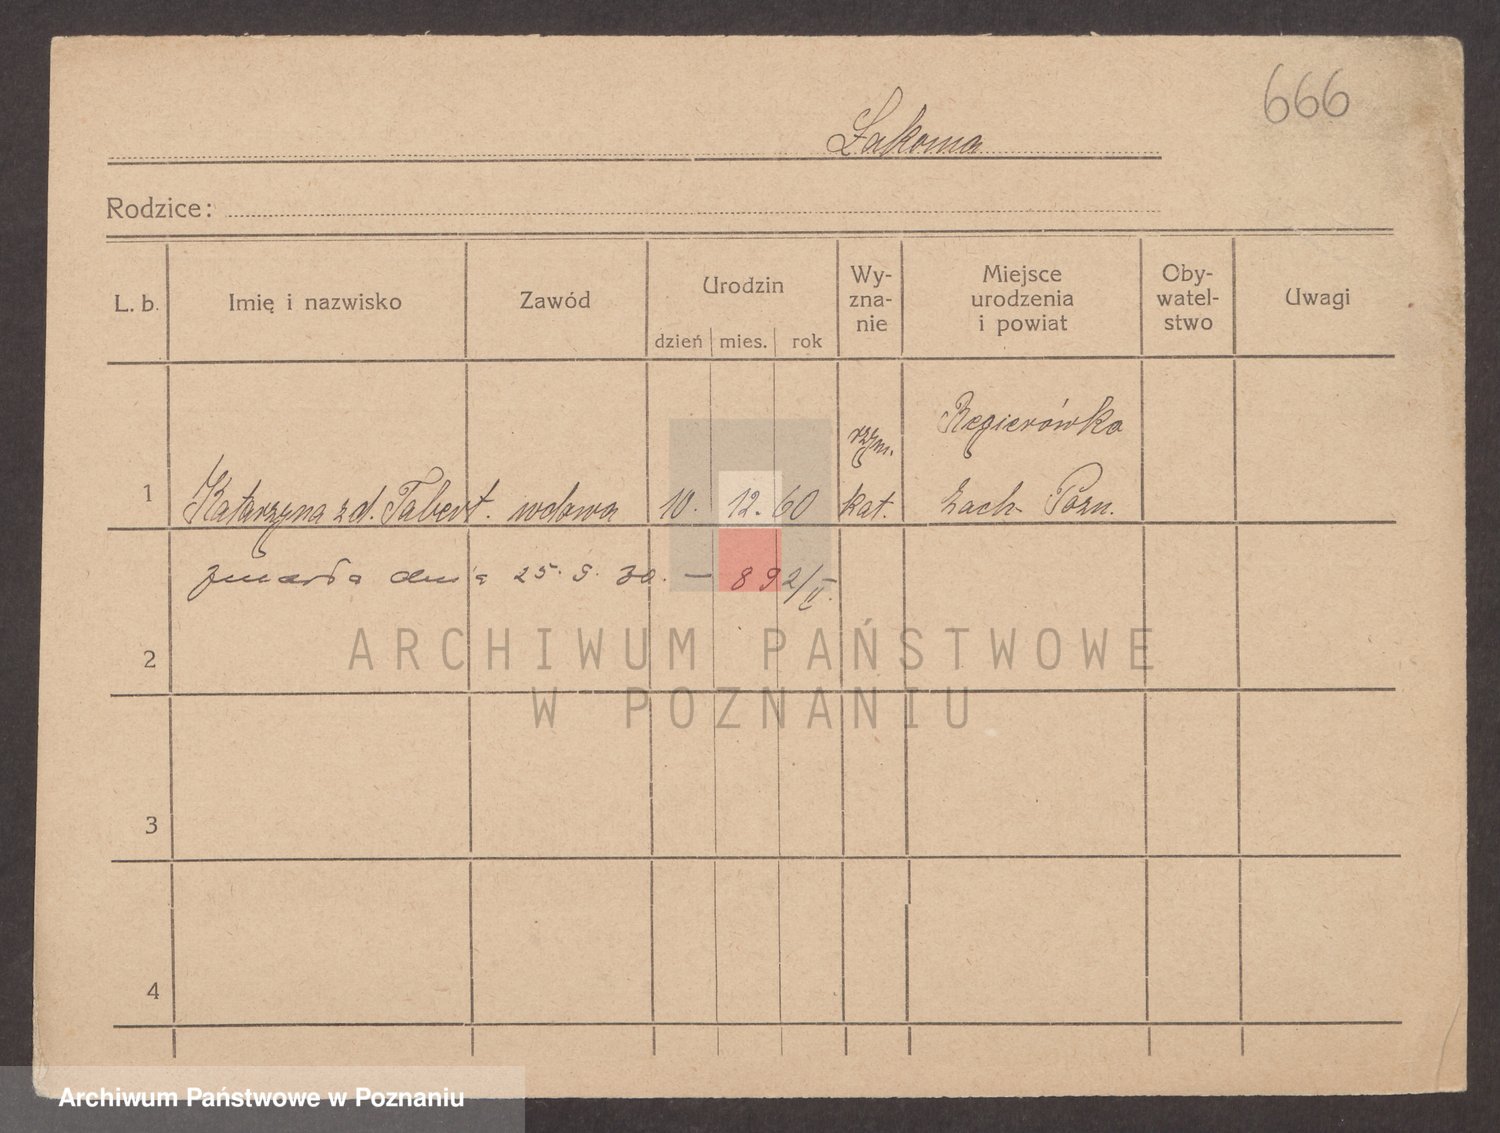 666
Łakoma
Rodzice:
L. b. Imię i nazwisko Zawód Urodzin Wy- zna- nie Miejsce urodzenia i powiat Oby- watel- stwo Uwagi
dzień mies. rok
1 Katarzyna z d. Tabert. wdowa 10. 12. 60 rzym. kat. Regierówka
zach. Pozn.
zmarła dnia 25. 5. 30. — 892/II.
2
3
4
ARCHIWUM PAŃSTWOWE
W POZNANIU
Archiwum Państwowe w Poznaniu